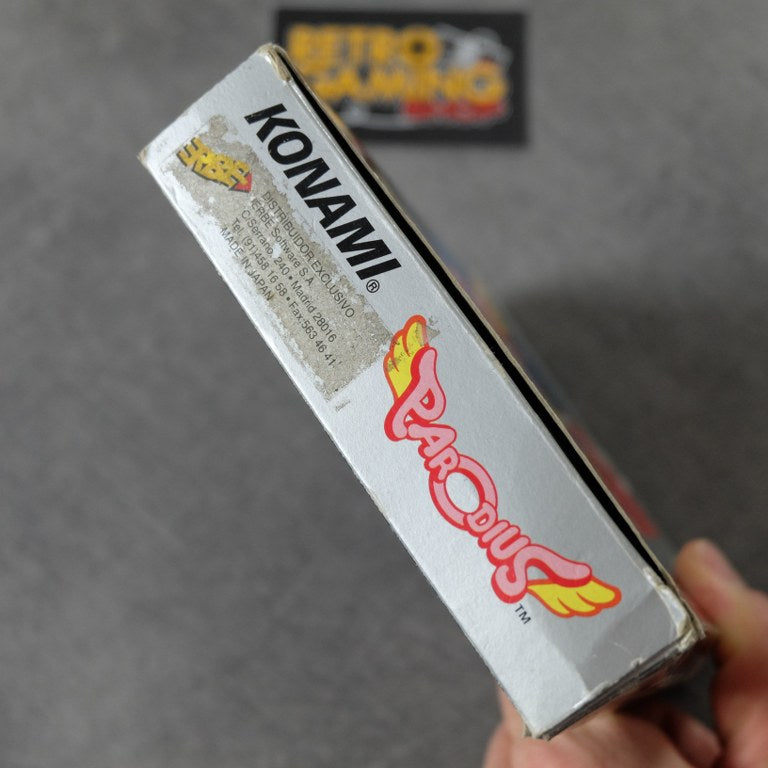 RETRO
GAMING
KONAMI®
ERBE
DISTRIBUIDOR EXCLUSIVO
ERBE Software S.A.
C/Serrano, 240 • Madrid 28016
Tel. (91) 458 16 58 • Fax 563 46 41
MADE IN JAPAN
PARODIUS
TM